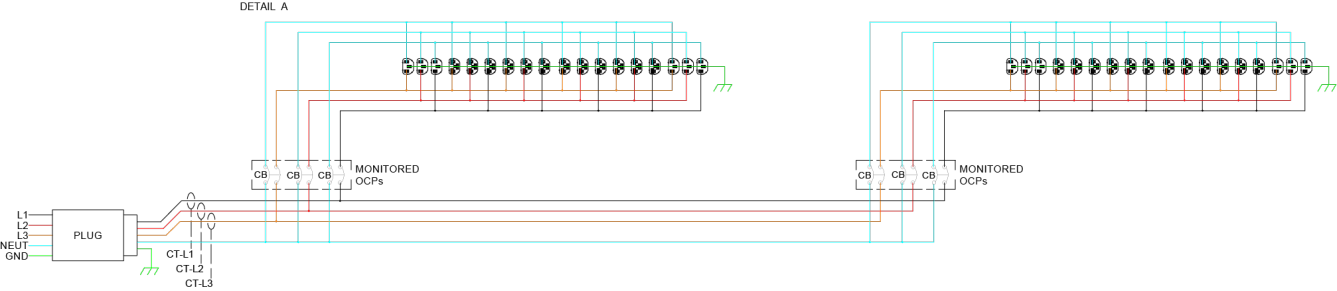 DETAIL A
CB
CB
CB
MONITORED
OCPs
CB
CB
CB
MONITORED
OCPs
L1
L2
L3
NEUT
GND
PLUG
CT-L1
CT-L2
CT-L3